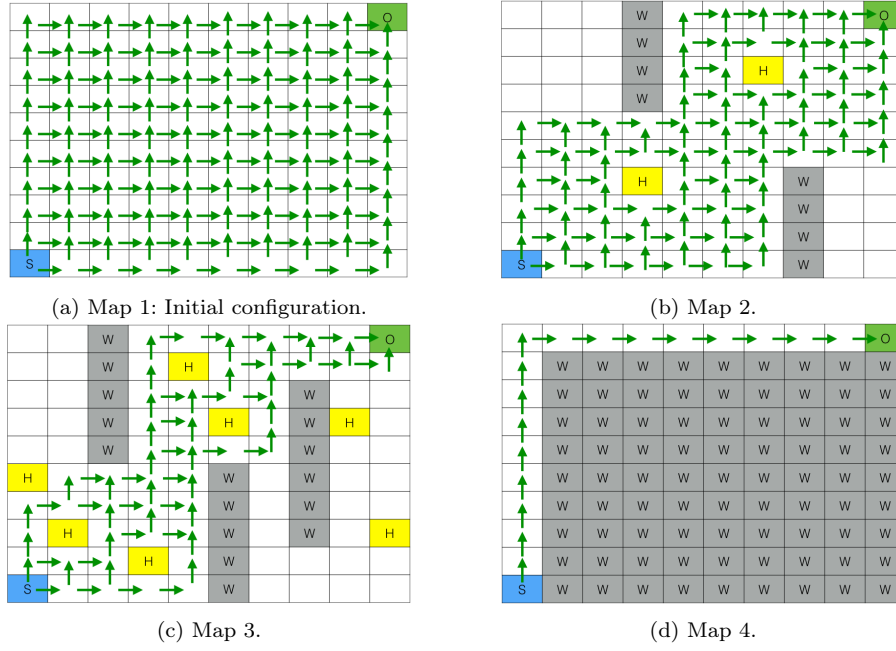 O
S
(a) Map 1: Initial configuration.
W O
W
W H
W
H W
W
W
S W
(b) Map 2.
W O
W H
W W
W H W H
W W
H W W
W W
H W W H
H W
S W
(c) Map 3.
O
W W W W W W W W W
W W W W W W W W W
W W W W W W W W W
W W W W W W W W W
W W W W W W W W W
W W W W W W W W W
W W W W W W W W W
W W W W W W W W W
S W W W W W W W W W
(d) Map 4.